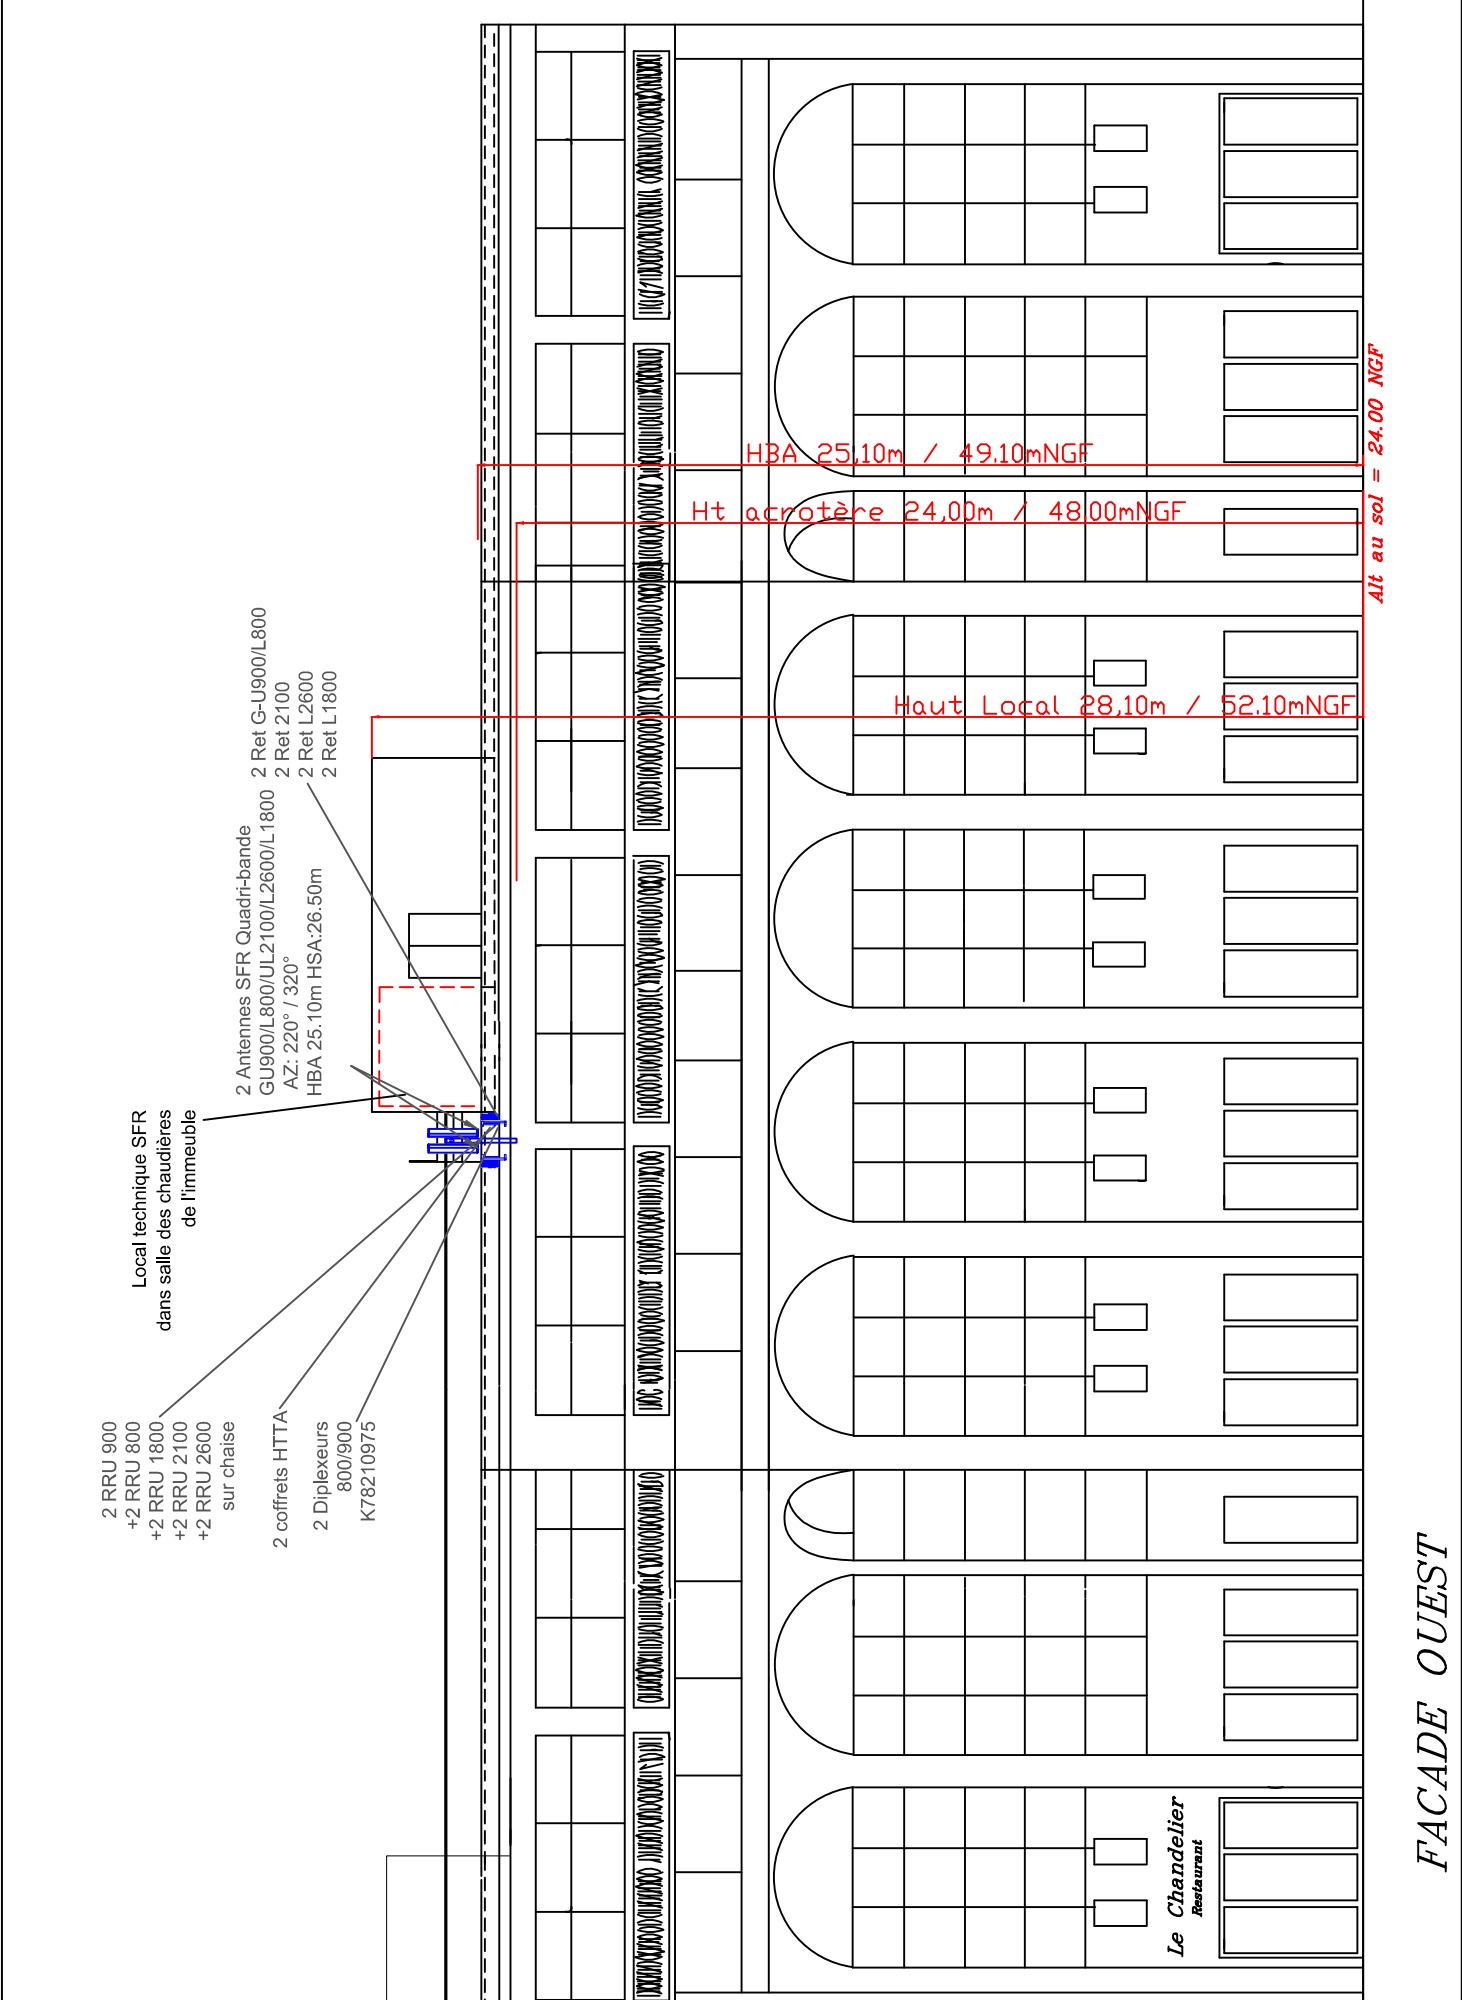 2 RRU 900
+2 RRU 800
+2 RRU 1800
+2 RRU 2100
+2 RRU 2600
sur chaise
2 coffrets HTTA
2 Diplexeurs
800/900
K78210975
Local technique SFR
dans salle des chaudières
de l'immeuble
2 Antennes SFR Quadri-bande
GU900/L800/UL2100/L2600/L1800
AZ: 220° / 320°
HBA 25.10m HSA:26.50m
2 Ret G-U900/L800
2 Ret 2100
2 Ret L2600
2 Ret L1800
HBA 25,10m / 49.10mNGF
Ht acrotère 24,00m / 48.00mNGF
Haut Local 28,10m / 52.10mNGF
Alt au sol = 24.00 NGF
Le Chandelier
Restaurant
FACADE OUEST